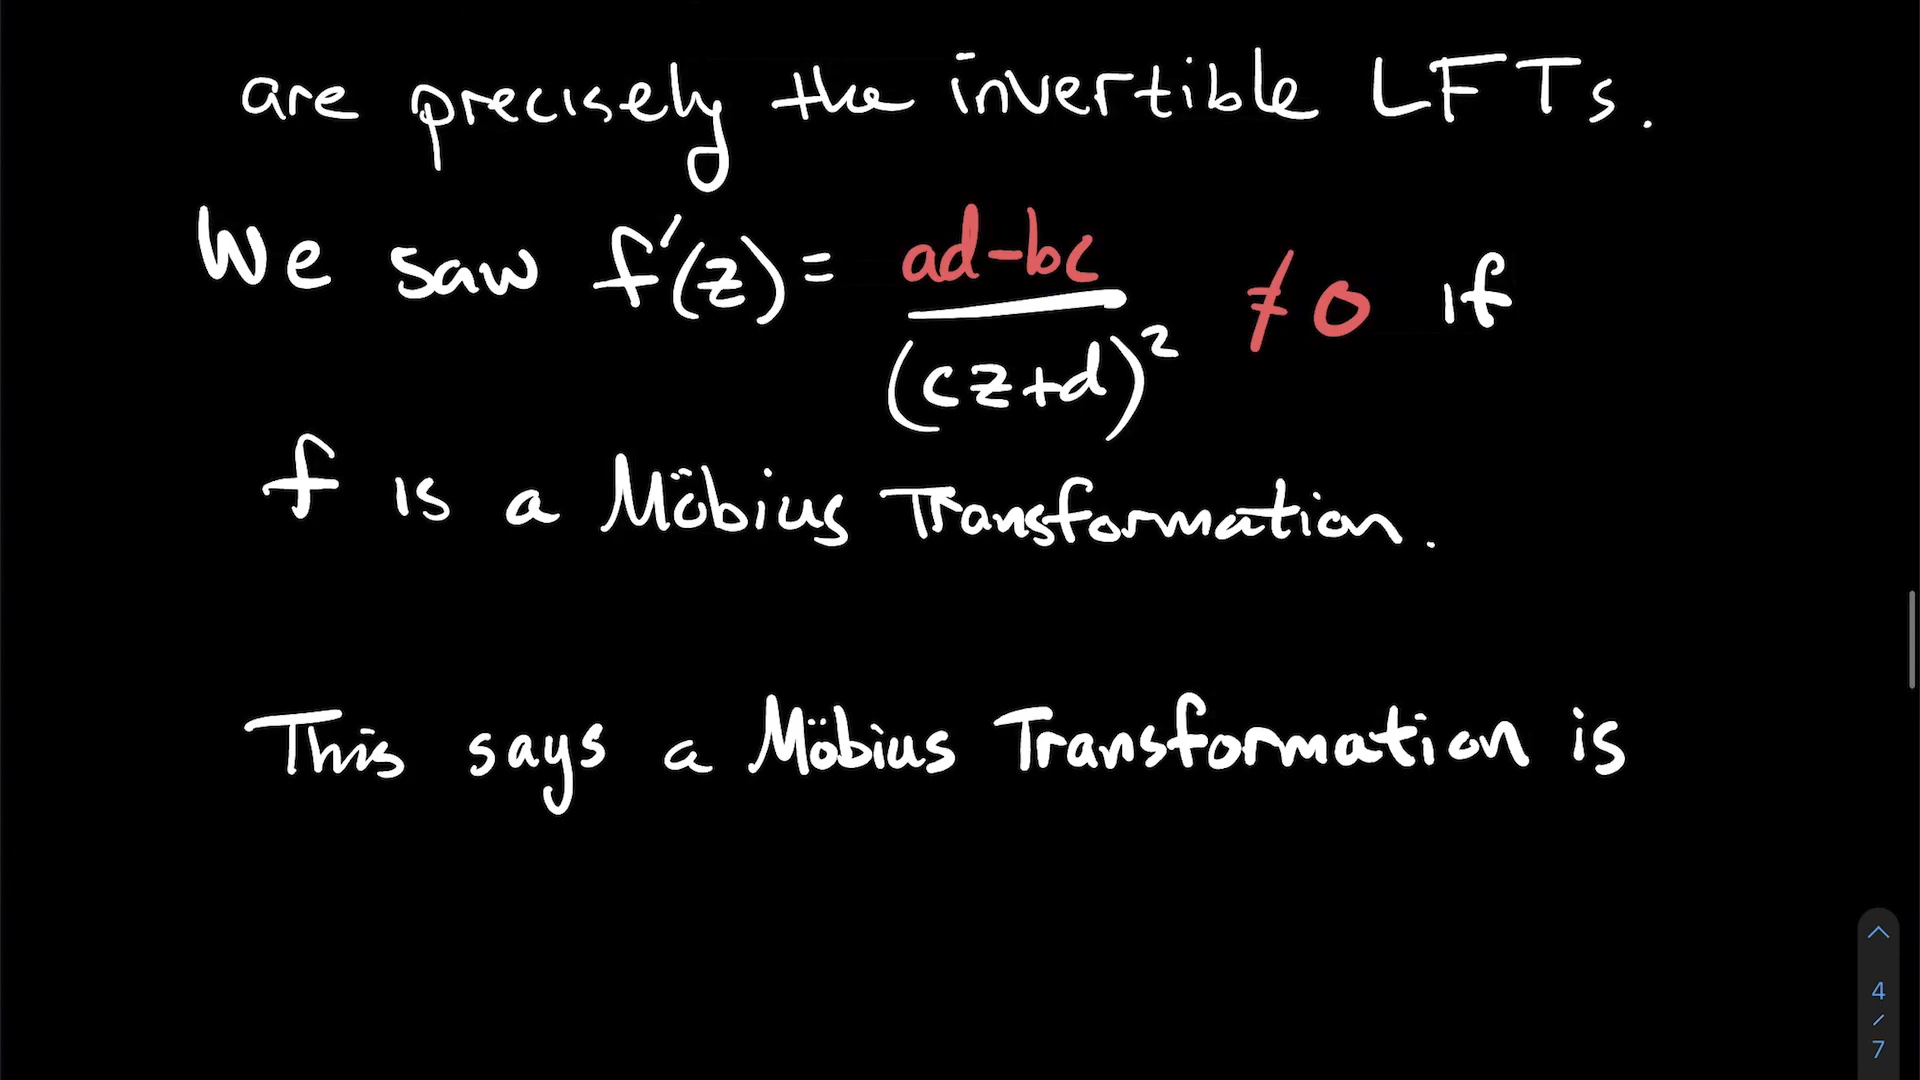 are precisely the invertible LFTs.
We saw f'(z) = ad-bc / (cz+d)² ≠ 0 if
f is a Möbius Transformation.
This says a Möbius Transformation is
4
/
7